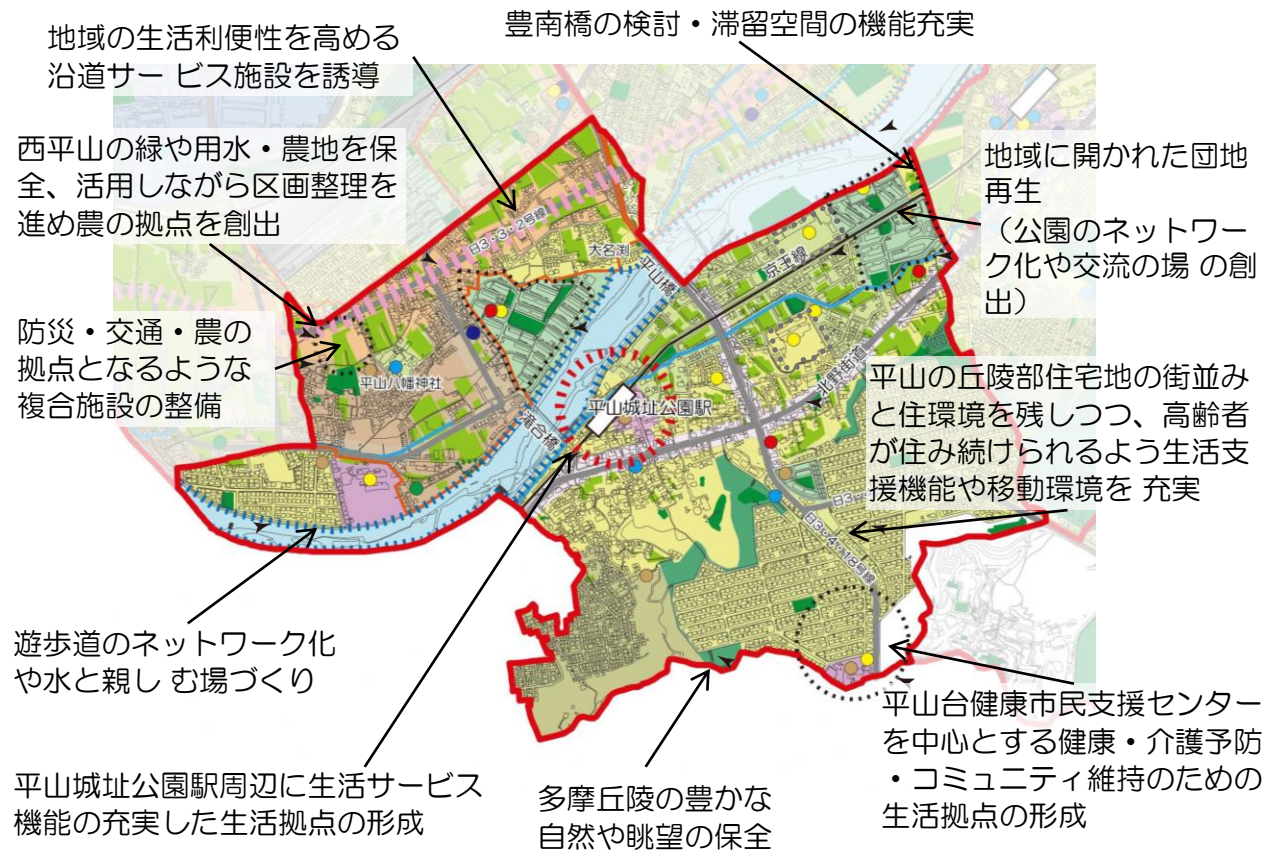 豊南橋の検討・滞留空間の機能充実
地域の生活利便性を高める
沿道サー ビス施設を誘導
西平山の緑や用水・農地を保
全、活用しながら区画整理を
進め農の拠点を創出
地域に開かれた団地
再生
（公園のネットワー
ク化や交流の場 の創
出）
日3・3・2号線
大名淵
平山橋
京王線
防災・交通・農の
拠点となるような
複合施設の整備
平山八幡神社
滝合橋
平山城址公園駅
北野街道
平山の丘陵部住宅地の街並み
と住環境を残しつつ、高齢者
が住み続けられるよう生活支
援機能や移動環境を 充実
日3・
日3・4・18号線
遊歩道のネットワーク化
や水と親し む場づくり
平山台健康市民支援センター
を中心とする健康・介護予防
・コミュニティ維持のための
生活拠点の形成
平山城址公園駅周辺に生活サービス
機能の充実した生活拠点の形成
多摩丘陵の豊かな
自然や眺望の保全